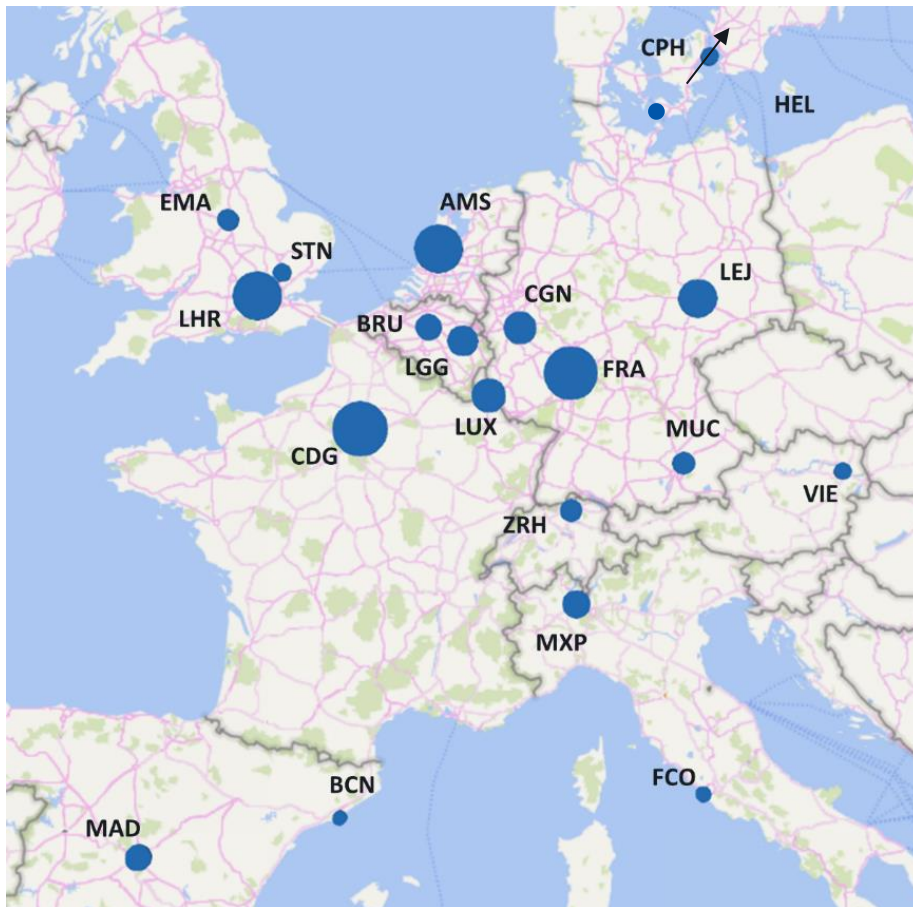 CPH
HEL
EMA
AMS
STN
LEJ
CGN
LHR
BRU
LGG
FRA
LUX
MUC
CDG
VIE
ZRH
MXP
BCN
FCO
MAD